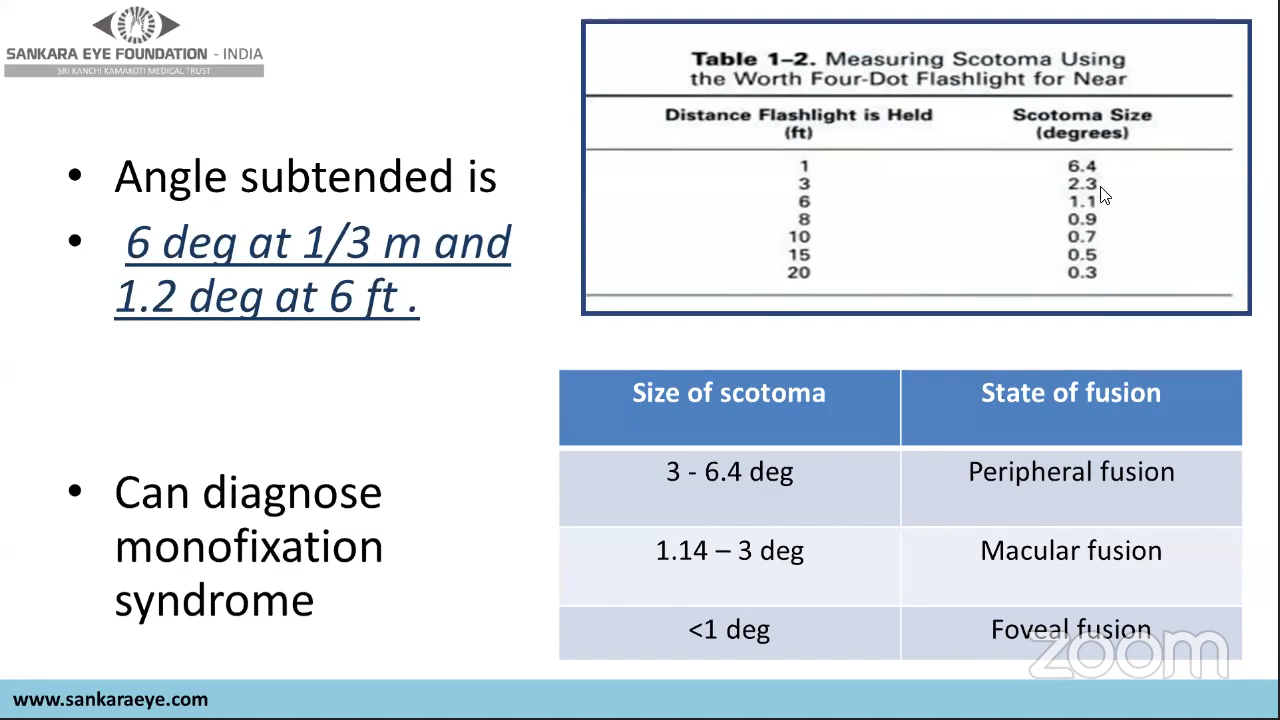 SANKARA EYE FOUNDATION - INDIA
SRI KANCHI KAMAKOTI MEDICAL TRUST
• Angle subtended is
• 6 deg at 1/3 m and
1.2 deg at 6 ft .
• Can diagnose
monofixation
syndrome
Table 1–2. Measuring Scotoma Using
the Worth Four-Dot Flashlight for Near
Distance Flashlight is Held Scotoma Size
(ft) (degrees)
1 6.4
3 2.3
6 1.1
8 0.9
10 0.7
15 0.5
20 0.3
Size of scotoma State of fusion
3 - 6.4 deg Peripheral fusion
1.14 – 3 deg Macular fusion
<1 deg Foveal fusion
zoom
www.sankaraeye.com